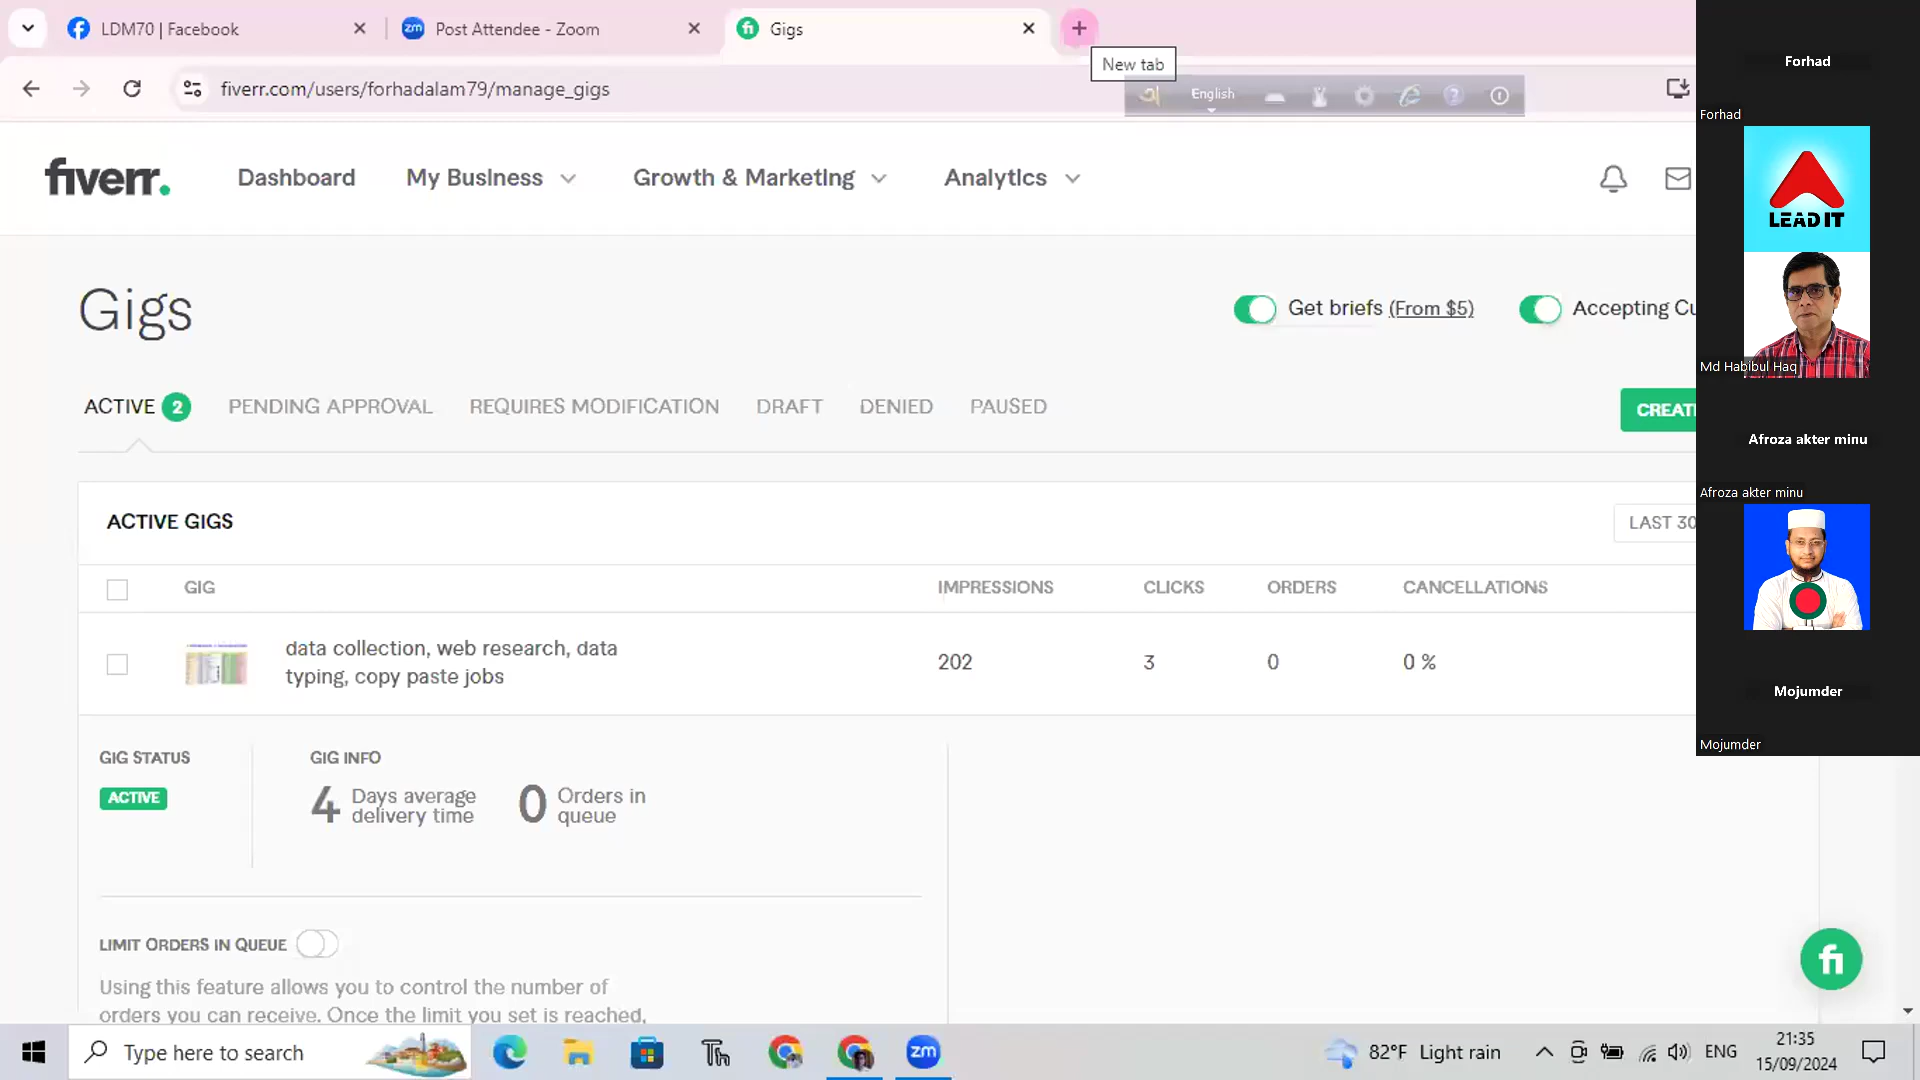 LDM70 | Facebook
Post Attendee - Zoom
Gigs
New tab
fiverr.com/users/forhadalam79/manage_gigs
English
fiverr.
Dashboard
My Business
Growth & Marketing
Analytics
Gigs
Get briefs (From $5)
Accepting Cu
ACTIVE 2
PENDING APPROVAL
REQUIRES MODIFICATION
DRAFT
DENIED
PAUSED
CREATE
ACTIVE GIGS
LAST 30
GIG
IMPRESSIONS
CLICKS
ORDERS
CANCELLATIONS
data collection, web research, data
typing, copy paste jobs
202
3
0
0 %
GIG STATUS
ACTIVE
GIG INFO
4 Days average
delivery time
0 Orders in
queue
LIMIT ORDERS IN QUEUE
Using this feature allows you to control the number of
orders you can receive. Once the limit you set is reached,
fi
Forhad
Forhad
LEAD IT
Md Habibul Haq
Afroza akter minu
Afroza akter minu
Mojumder
Mojumder
Type here to search
zm
82°F Light rain
ENG
21:35
15/09/2024